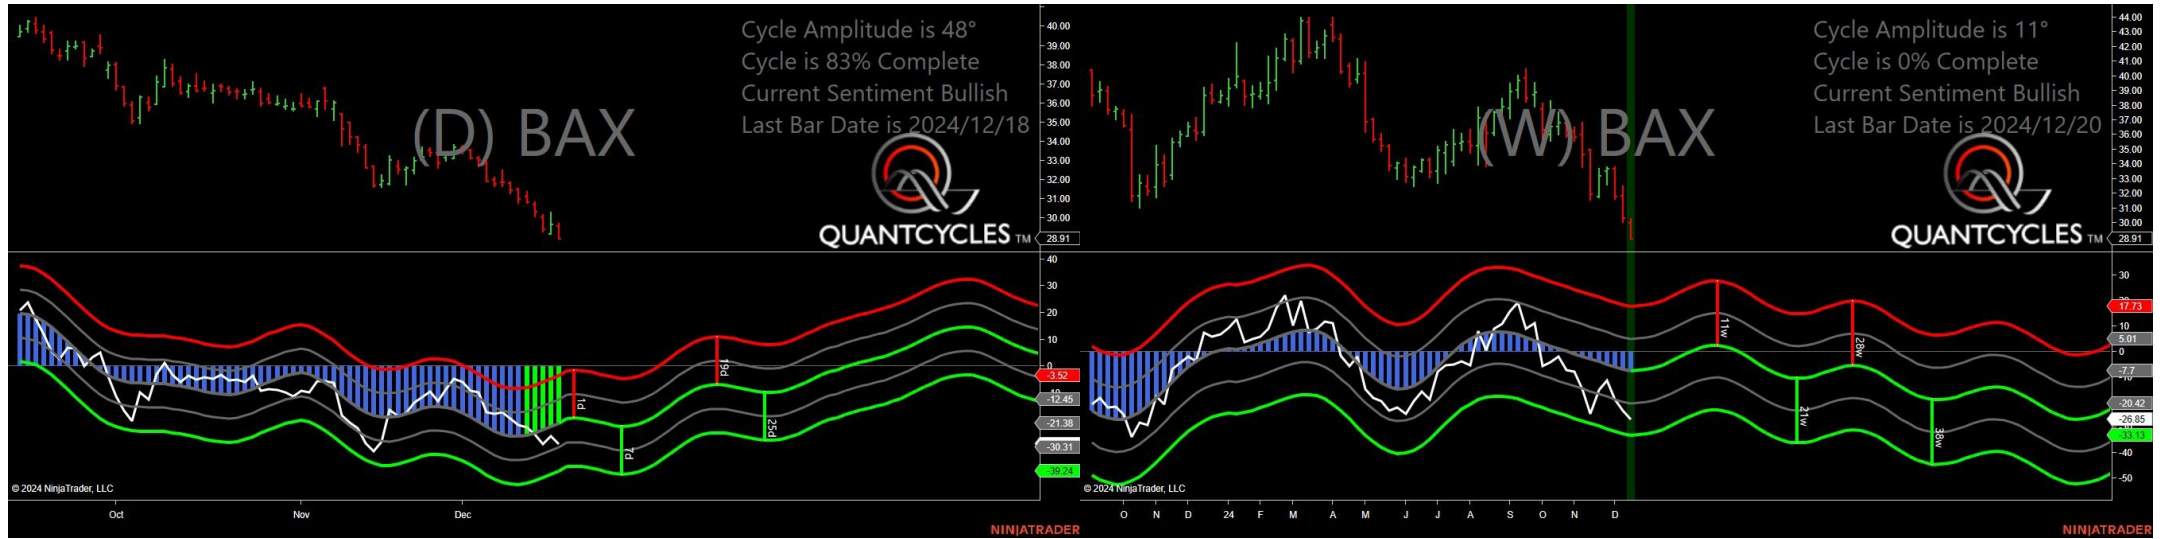 Cycle Amplitude is 48°
Cycle is 83% Complete
Current Sentiment Bullish
Last Bar Date is 2024/12/18
(D) BAX
QUANTCYCLES TM
40.00
39.00
38.00
37.00
36.00
35.00
34.00
33.00
32.00
31.00
30.00
28.91
40
30
20
10
0
-3.52
-12.45
-21.38
-30.31
-39.24
1d
7d
19d
25d
© 2024 NinjaTrader, LLC
Oct
Nov
Dec
NINJATRADER
Cycle Amplitude is 11°
Cycle is 0% Complete
Current Sentiment Bullish
Last Bar Date is 2024/12/20
(W) BAX
QUANTCYCLES TM
44.00
43.00
42.00
41.00
40.00
39.00
38.00
37.00
36.00
35.00
34.00
33.00
32.00
31.00
30.00
28.91
30
17.73
10
5.01
0
-7.7
-20.42
-26.85
-33.13
-40
-50
11w
21w
28w
38w
© 2024 NinjaTrader, LLC
O N D 24 F M A M J J A S O N D
NINJATRADER